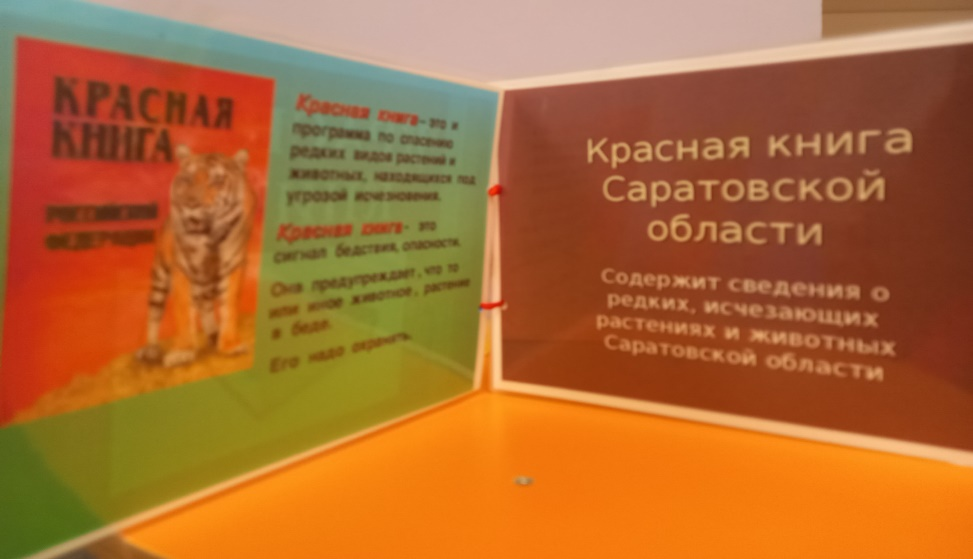 КРАСНАЯ
КНИГА
РОССИЙСКОЙ
ФЕДЕРАЦИИ
Красная книга – это и
программа по спасению
редких видов растений и
животных, находящихся под
угрозой исчезновения.
Красная книга – это
сигнал бедствия, опасности.
Она предупреждает, что то
или иное животное, растение
в беде.
Его надо охранять.
Красная книга
Саратовской
области
Содержит сведения о
редких, исчезающих
растениях и животных
Саратовской области